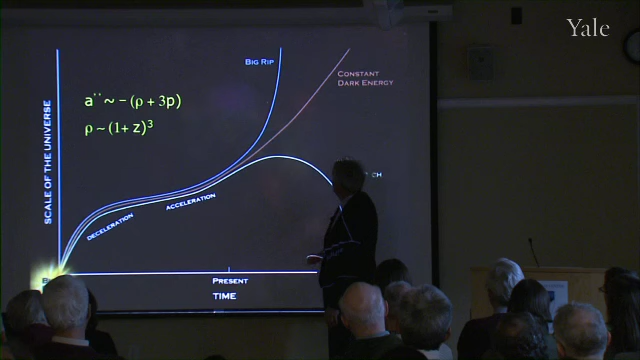 Yale
BIG RIP
CONSTANT
DARK ENERGY
a¨ ~ − (ρ + 3p)
ρ ~ (1+ z)³
SCALE OF THE UNIVERSE
DECELERATION
ACCELERATION
PRESENT
TIME